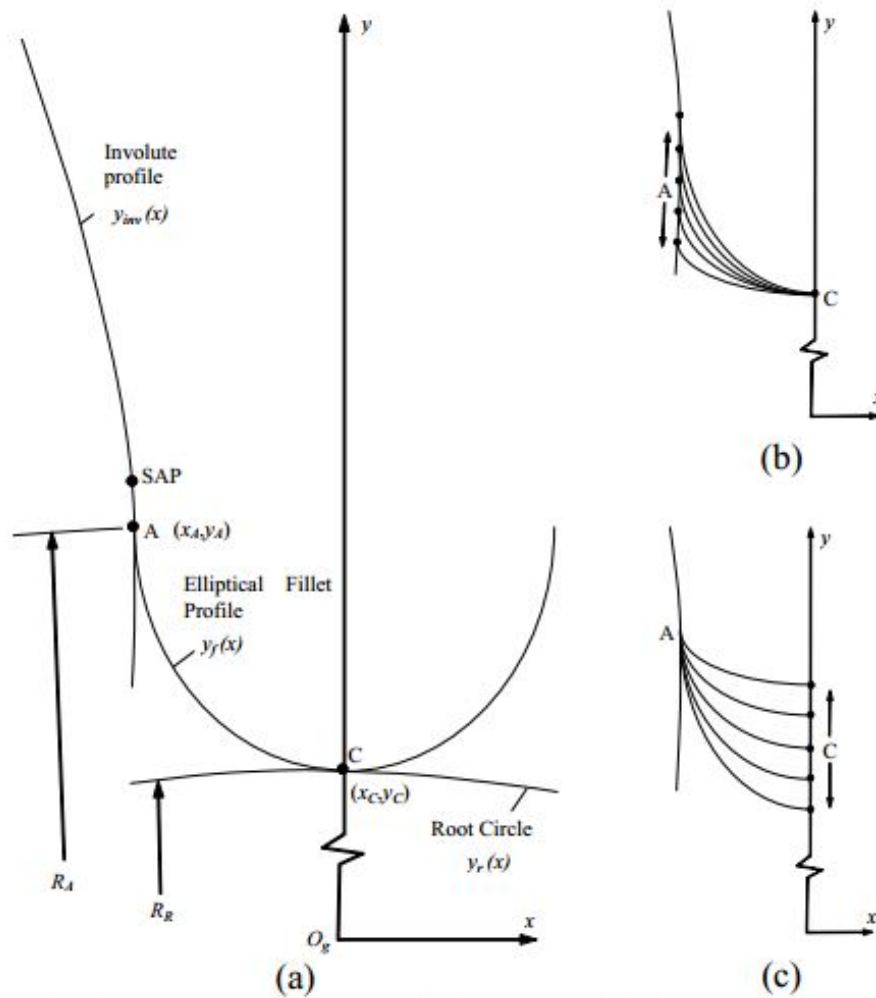 y
Involute
profile
y_inv (x)
SAP
A (x_A,y_A)
Elliptical Fillet
Profile
y_f (x)
C
(x_C,y_C)
Root Circle
y_r (x)
R_A
R_R
x
O_g
(a)
y
A
C
x
(b)
y
A
C
x
(c)